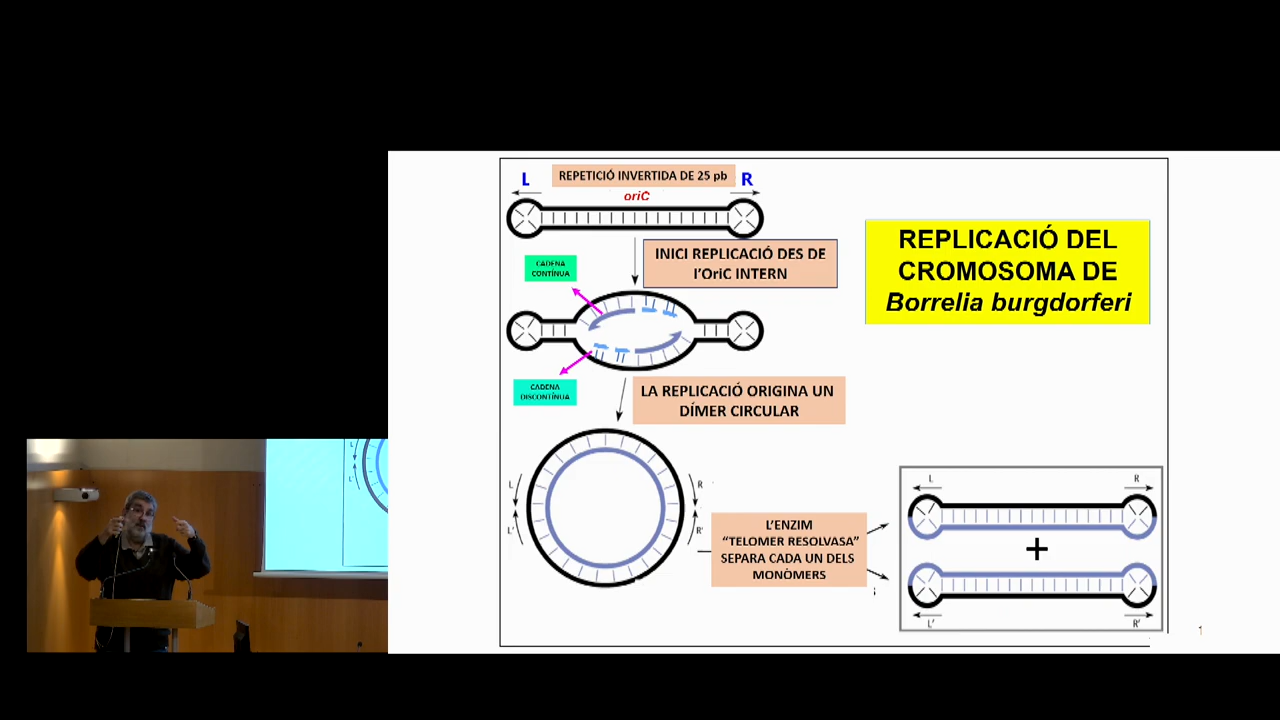 L
REPETICIÓ INVERTIDA DE 25 pb
R
oriC
INICI REPLICACIÓ DES DE
l'OriC INTERN
CADENA
CONTÍNUA
REPLICACIÓ DEL
CROMOSOMA DE
Borrelia burgdorferi
CADENA
DISCONTÍNUA
LA REPLICACIÓ ORIGINA UN
DÍMER CIRCULAR
L
R
L'
R'
L'ENZIM
"TELOMER RESOLVASA"
SEPARA CADA UN DELS
MONÒMERS
L
R
+
L'
R'
1
L
L'